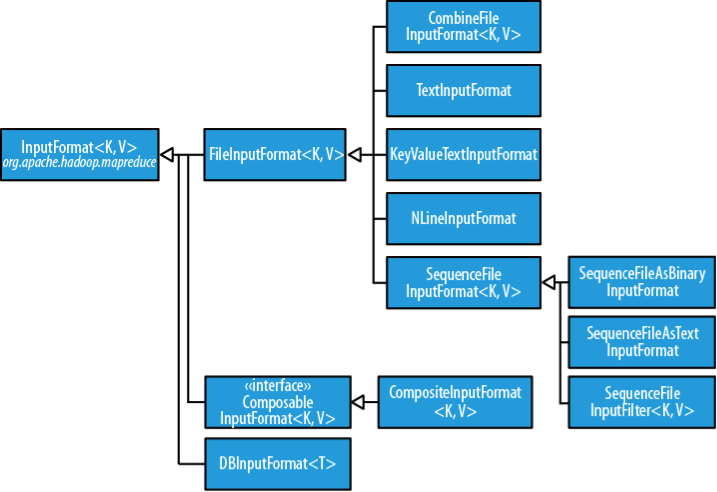 CombineFile
InputFormat<K, V>
TextInputFormat
InputFormat<K, V>
org.apache.hadoop.mapreduce
FileInputFormat<K, V>
KeyValueTextInputFormat
NLineInputFormat
SequenceFile
InputFormat<K, V>
SequenceFileAsBinary
InputFormat
SequenceFileAsText
InputFormat
«interface»
Composable
InputFormat<K, V>
CompositeInputFormat
<K, V>
SequenceFile
InputFilter<K, V>
DBInputFormat<T>